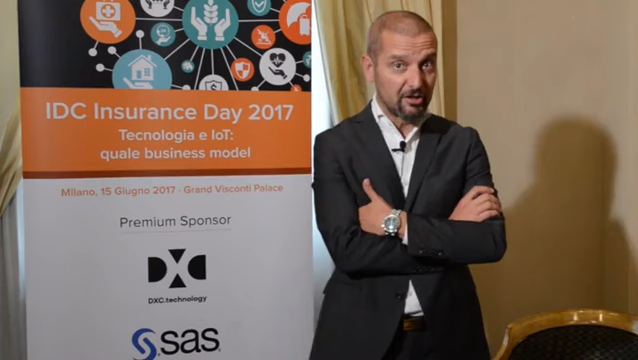 IDC Insurance Day 2017
Tecnologia e IoT:
quale business model
Milano, 15 Giugno 2017 · Grand Visconti Palace
Premium Sponsor
DXC
DXC.technology
sas